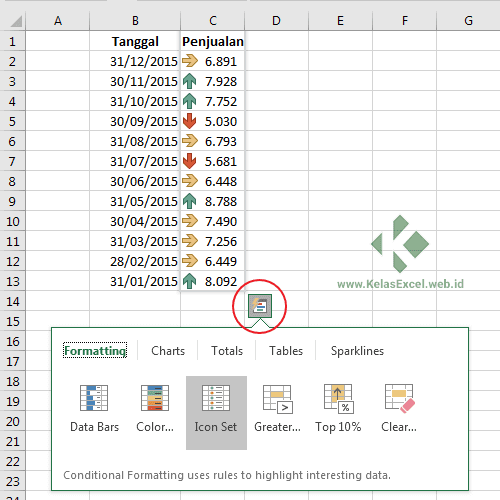 A B C D E F G
1 Tanggal Penjualan
2 31/12/2015 6.891
3 30/11/2015 7.928
4 31/10/2015 7.752
5 30/09/2015 5.030
6 31/08/2015 6.793
7 31/07/2015 5.681
8 30/06/2015 6.448
9 31/05/2015 8.788
10 30/04/2015 7.490
11 31/03/2015 7.256
12 28/02/2015 6.449
13 31/01/2015 8.092
www.KelasExcel.web.id
14
15
16
17
18
19
20
21
22
23
Formatting Charts Totals Tables Sparklines
Data Bars Color... Icon Set Greater... Top 10% Clear...
Conditional Formatting uses rules to highlight interesting data.